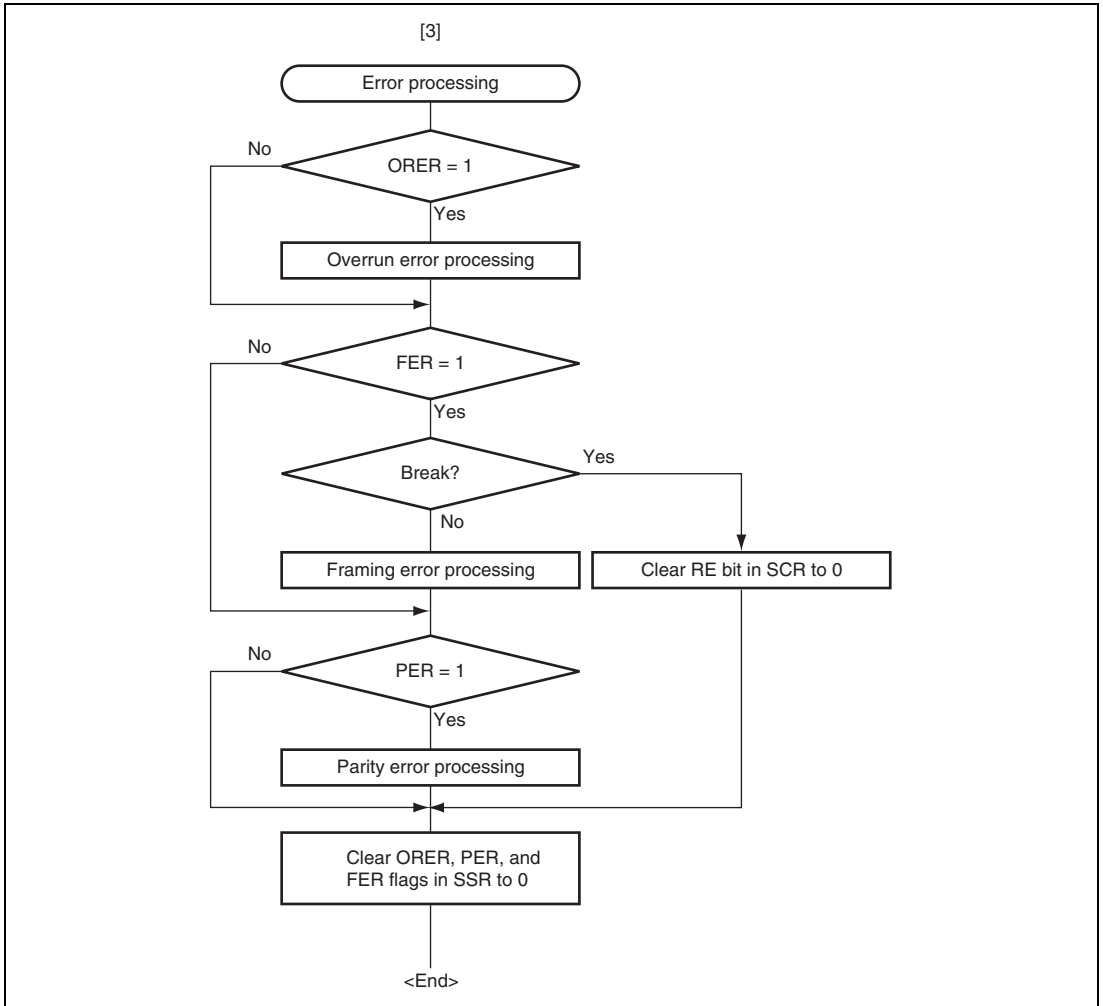 [3]
Error processing
No
ORER = 1
Yes
Overrun error processing
No
FER = 1
Yes
Break?
Yes
No
Framing error processing
Clear RE bit in SCR to 0
No
PER = 1
Yes
Parity error processing
Clear ORER, PER, and
FER flags in SSR to 0
<End>